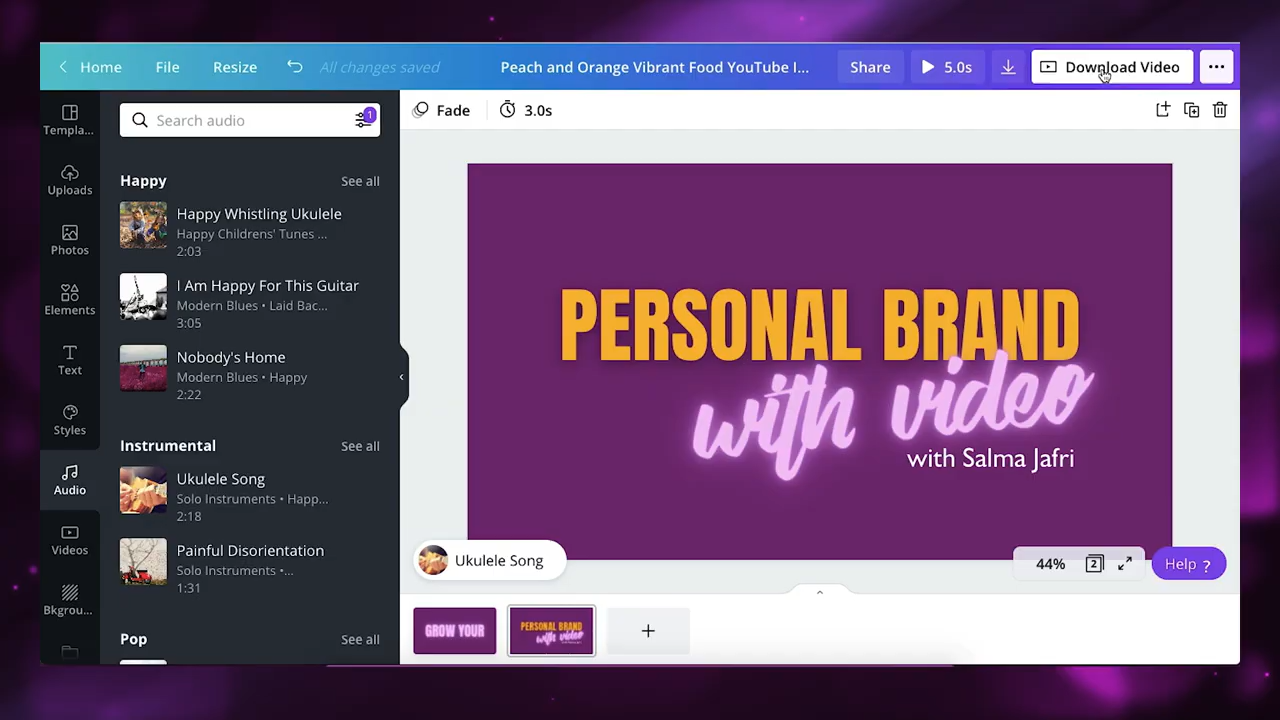 Home File Resize All changes saved Peach and Orange Vibrant Food YouTube I... Share 5.0s Download Video
Templa...
Uploads
Photos
Elements
Text
Styles
Audio
Videos
Bkgrou...
Search audio
1
Happy See all
Happy Whistling Ukulele
Happy Childrens' Tunes ...
2:03
I Am Happy For This Guitar
Modern Blues • Laid Bac...
3:05
Nobody's Home
Modern Blues • Happy
2:22
Instrumental See all
Ukulele Song
Solo Instruments • Happ...
2:18
Painful Disorientation
Solo Instruments •...
1:31
Pop See all
Fade 3.0s
PERSONAL BRAND
with video
with Salma Jafri
Ukulele Song
44% 2 Help ?
GROW YOUR
PERSONAL BRAND
with video